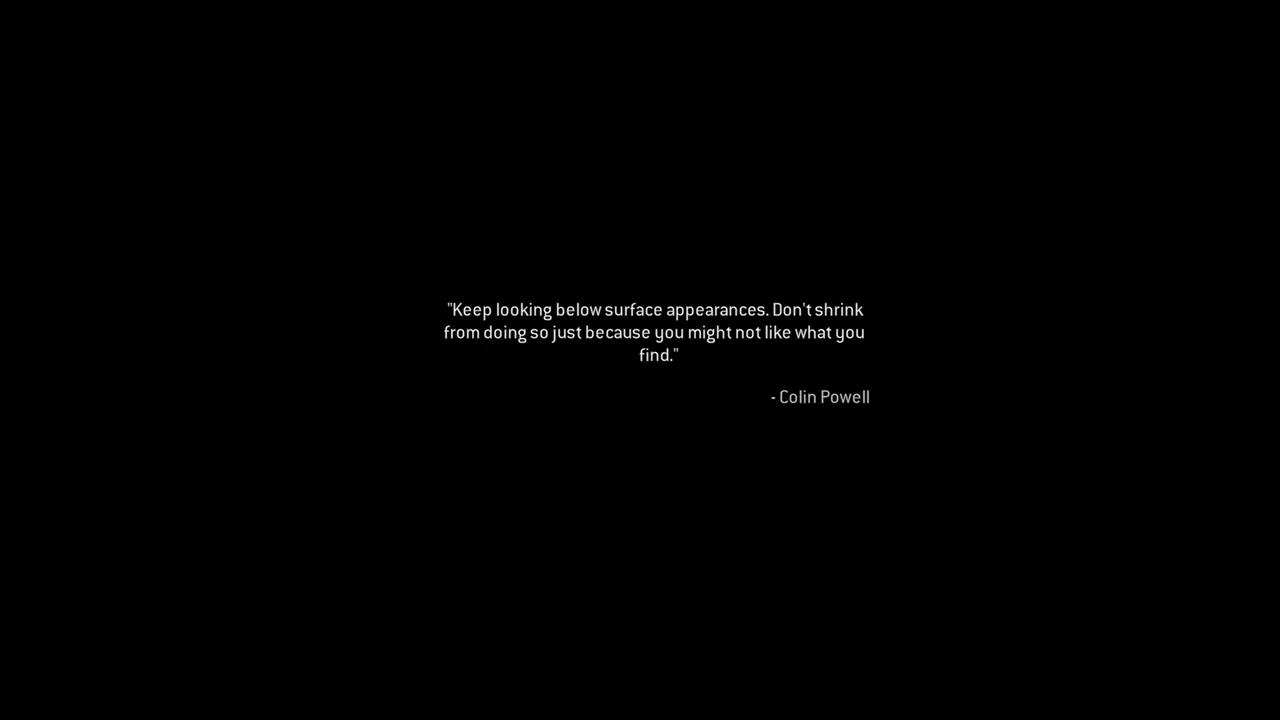 "Keep looking below surface appearances. Don't shrink
from doing so just because you might not like what you
find."
- Colin Powell